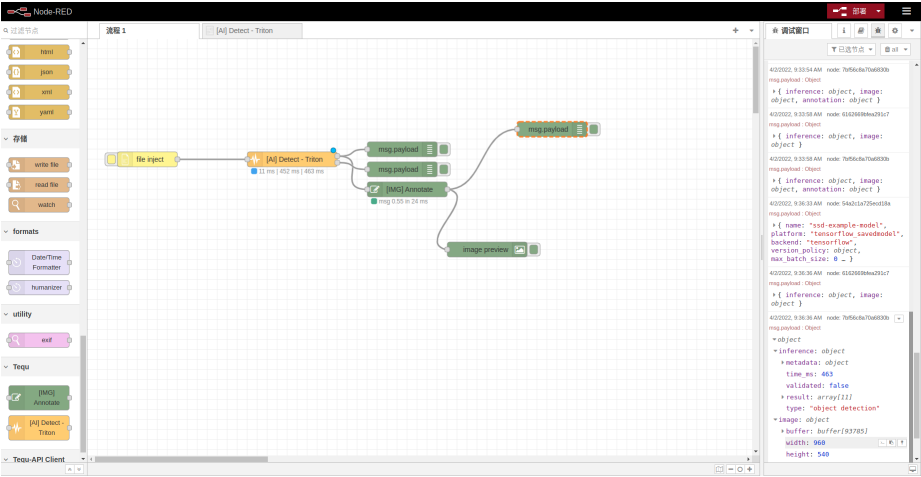 Node-RED
部署
过滤节点
流程 1
[AI] Detect - Triton
调试窗口
已选节点
all
html
json
xml
yaml
存储
write file
read file
watch
formats
Date/Time
Formatter
humanizer
utility
exif
Tequ
[IMG]
Annotate
[AI] Detect -
Triton
Tequ-API Client
file inject
[AI] Detect - Triton
11 ms | 452 ms | 463 ms
msg.payload
msg.payload
[IMG] Annotate
msg 0.55 in 24 ms
msg.payload
image preview
4/2/2022, 9:33:54 AM node: 7bf56c8a70a6830b
msg.payload : Object
{ inference: object, image:
object, annotation: object }
4/2/2022, 9:33:58 AM node: 6162669bfea291c7
msg.payload : Object
{ inference: object, image:
object }
4/2/2022, 9:33:58 AM node: 7bf56c8a70a6830b
msg.payload : Object
{ inference: object, image:
object, annotation: object }
4/2/2022, 9:36:33 AM node: 54a2c1a725ecd18a
msg.payload : Object
{ name: "ssd-example-model",
platform: "tensorflow_savedmodel",
backend: "tensorflow",
version_policy: object,
max_batch_size: 0 … }
4/2/2022, 9:36:36 AM node: 6162669bfea291c7
msg.payload : Object
{ inference: object, image:
object }
4/2/2022, 9:36:36 AM node: 7bf56c8a70a6830b
msg.payload : Object
object
inference: object
metadata: object
time_ms: 463
validated: false
result: array[11]
type: "object detection"
image: object
buffer: buffer[93785]
width: 960
height: 540